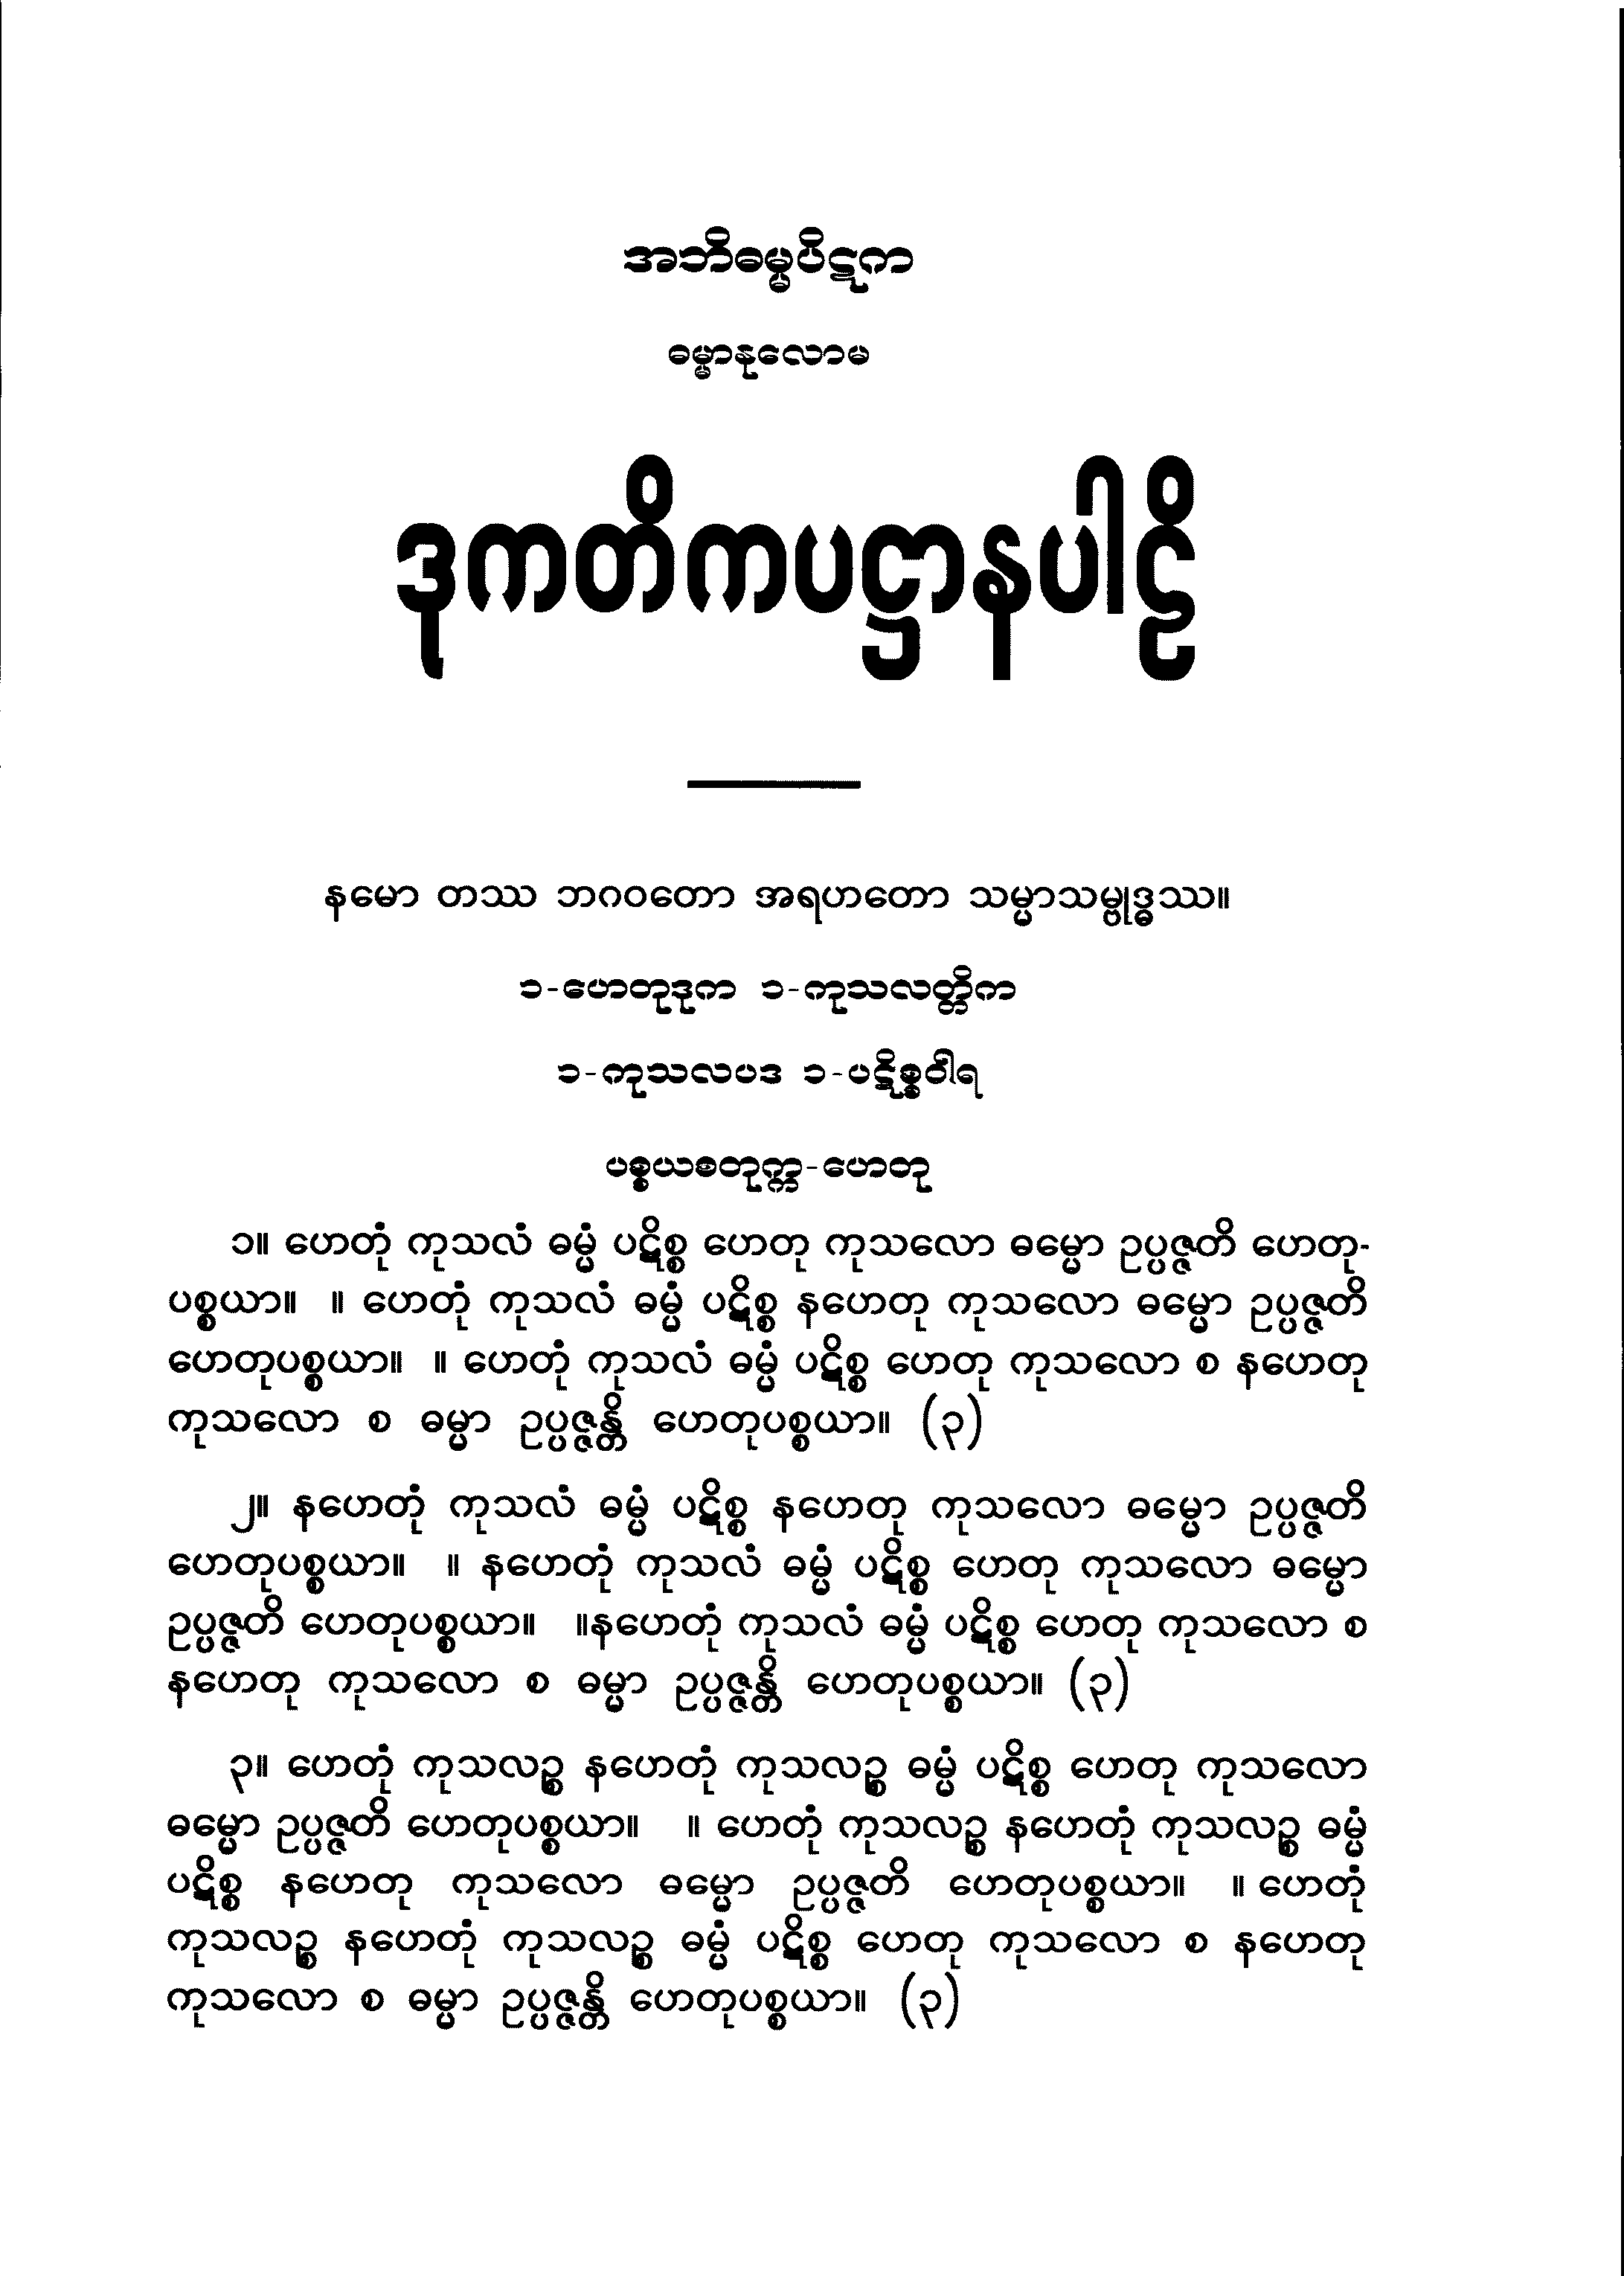 အဘိဓမ္မပိဋက
ဓမ္မာနုလောမ
ဒုကတိကပဋ္ဌာနပါဠိ
နမော တဿ ဘဂဝတော အရဟတော သမ္မာသမ္ဗုဒ္ဓဿ။
၁-ဟေတုဒုက ၁-ကုသလတ္တိက
၁-ကုသလပဒ ၁-ပဋိစ္စဝါရ
ပစ္စယစတုက္က-ဟေတု
၁။ ဟေတုံ ကုသလံ ဓမ္မံ ပဋိစ္စ ဟေတု ကုသလော ဓမ္မော ဥပ္ပဇ္ဇတိ ဟေတု-
ပစ္စယာ။ ။ ဟေတုံ ကုသလံ ဓမ္မံ ပဋိစ္စ နဟေတု ကုသလော ဓမ္မော ဥပ္ပဇ္ဇတိ
ဟေတုပစ္စယာ။ ။ ဟေတုံ ကုသလံ ဓမ္မံ ပဋိစ္စ ဟေတု ကုသလော စ နဟေတု
ကုသလော စ ဓမ္မာ ဥပ္ပဇ္ဇန္တိ ဟေတုပစ္စယာ။ (၃)
၂။ နဟေတုံ ကုသလံ ဓမ္မံ ပဋိစ္စ နဟေတု ကုသလော ဓမ္မော ဥပ္ပဇ္ဇတိ
ဟေတုပစ္စယာ။ ။ နဟေတုံ ကုသလံ ဓမ္မံ ပဋိစ္စ ဟေတု ကုသလော ဓမ္မော
ဥပ္ပဇ္ဇတိ ဟေတုပစ္စယာ။ ။နဟေတုံ ကုသလံ ဓမ္မံ ပဋိစ္စ ဟေတု ကုသလော စ
နဟေတု ကုသလော စ ဓမ္မာ ဥပ္ပဇ္ဇန္တိ ဟေတုပစ္စယာ။ (၃)
၃။ ဟေတုံ ကုသလဉ္စ နဟေတုံ ကုသလဉ္စ ဓမ္မံ ပဋိစ္စ ဟေတု ကုသလော
ဓမ္မော ဥပ္ပဇ္ဇတိ ဟေတုပစ္စယာ။ ။ ဟေတုံ ကုသလဉ္စ နဟေတုံ ကုသလဉ္စ ဓမ္မံ
ပဋိစ္စ နဟေတု ကုသလော ဓမ္မော ဥပ္ပဇ္ဇတိ ဟေတုပစ္စယာ။ ။ ဟေတုံ
ကုသလဉ္စ နဟေတုံ ကုသလဉ္စ ဓမ္မံ ပဋိစ္စ ဟေတု ကုသလော စ နဟေတု
ကုသလော စ ဓမ္မာ ဥပ္ပဇ္ဇန္တိ ဟေတုပစ္စယာ။ (၃)